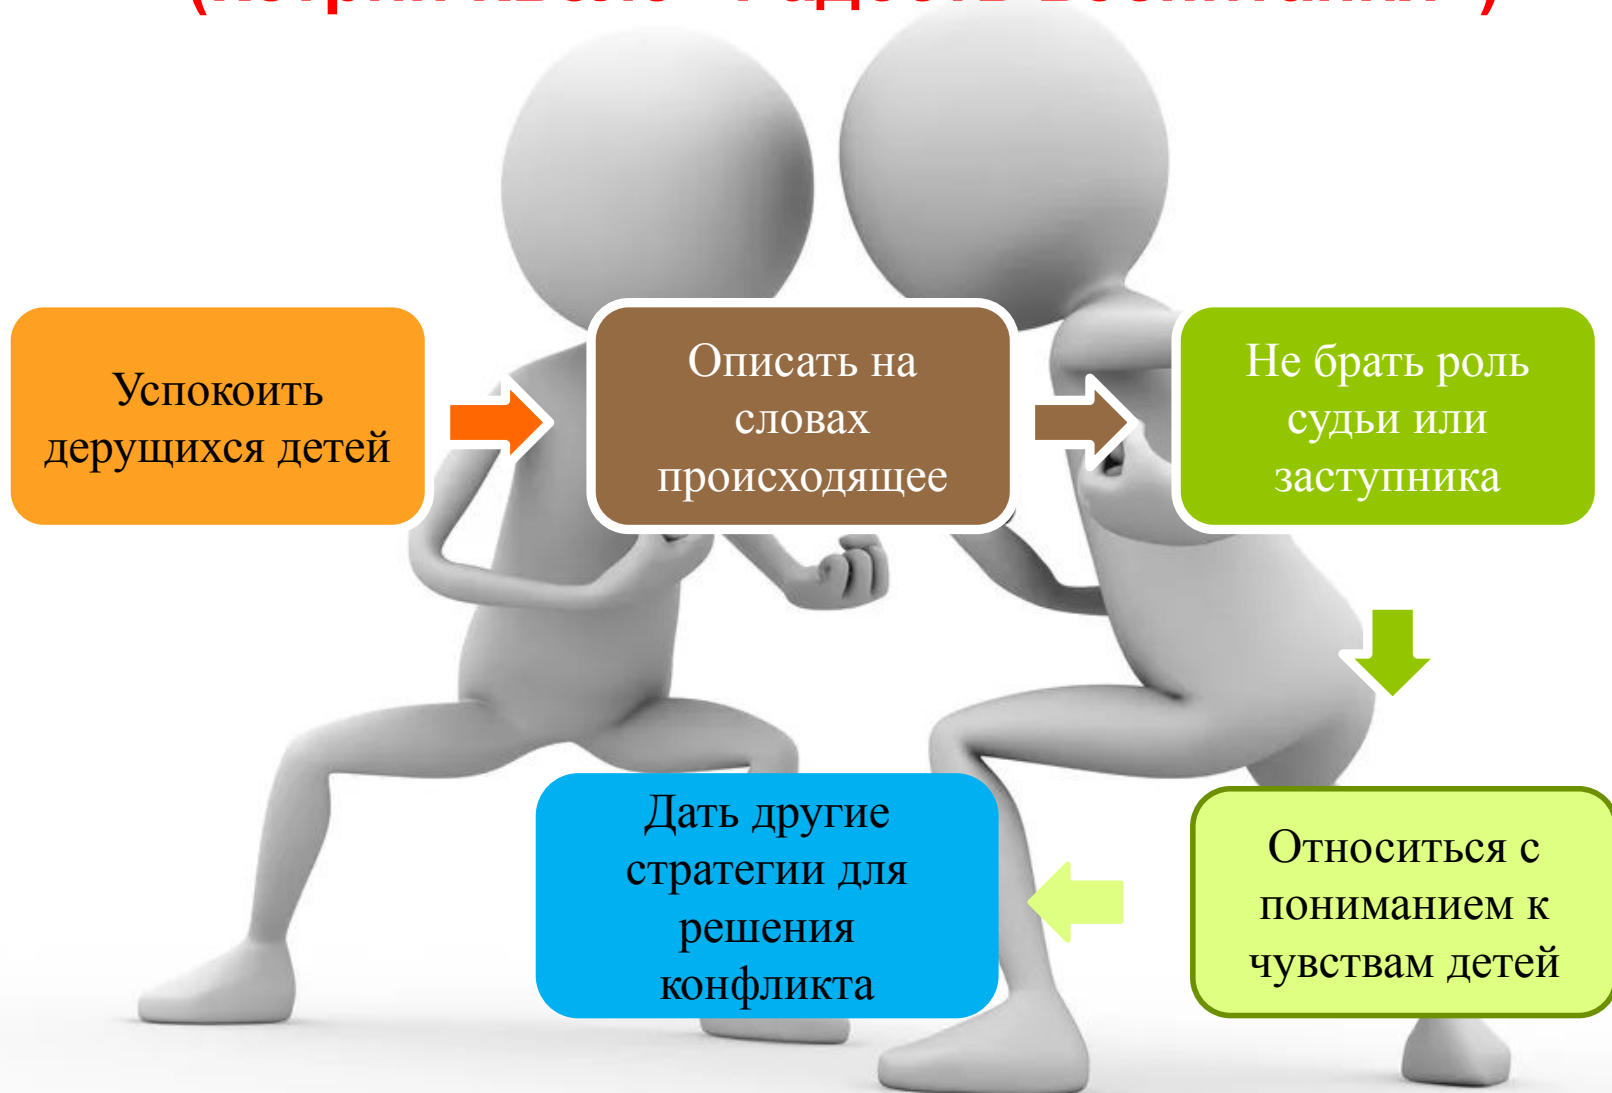 Успокоить
дерущихся детей
Описать на
словах
происходящее
Не брать роль
судьи или
заступника
Относиться с
пониманием к
чувствам детей
Дать другие
стратегии для
решения
конфликта